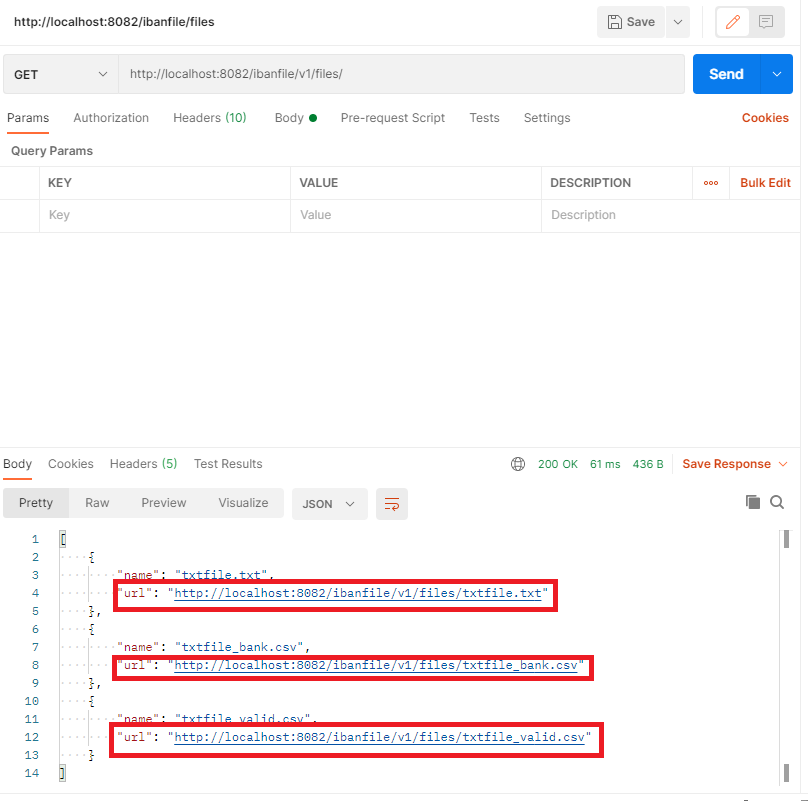 http://localhost:8082/ibanfile/files Save
GET http://localhost:8082/ibanfile/v1/files/ Send
Params Authorization Headers (10) Body Pre-request Script Tests Settings Cookies
Query Params
KEY VALUE DESCRIPTION ooo Bulk Edit
Key Value Description
Body Cookies Headers (5) Test Results 200 OK 61 ms 436 B Save Response
Pretty Raw Preview Visualize JSON
1 [
2 {
3 "name": "txtfile.txt",
4 "url": "http://localhost:8082/ibanfile/v1/files/txtfile.txt"
5 },
6 {
7 "name": "txtfile_bank.csv",
8 "url": "http://localhost:8082/ibanfile/v1/files/txtfile_bank.csv"
9 },
10 {
11 "name": "txtfile_valid.csv",
12 "url": "http://localhost:8082/ibanfile/v1/files/txtfile_valid.csv"
13 }
14 ]